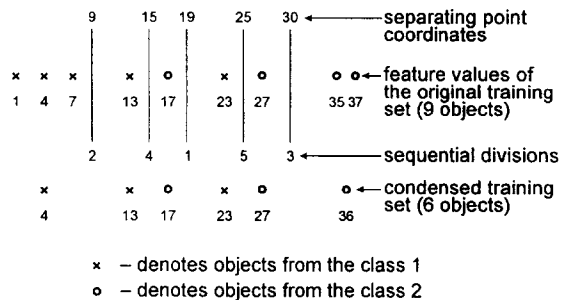 9 15 19 25 30 separating point
coordinates
× × × × o × o o o feature values of
1 4 7 13 17 23 27 35 37 the original training
set (9 objects)
2 4 1 5 3 sequential divisions
× × o × o o condensed training
4 13 17 23 27 36 set (6 objects)
× – denotes objects from the class 1
o – denotes objects from the class 2